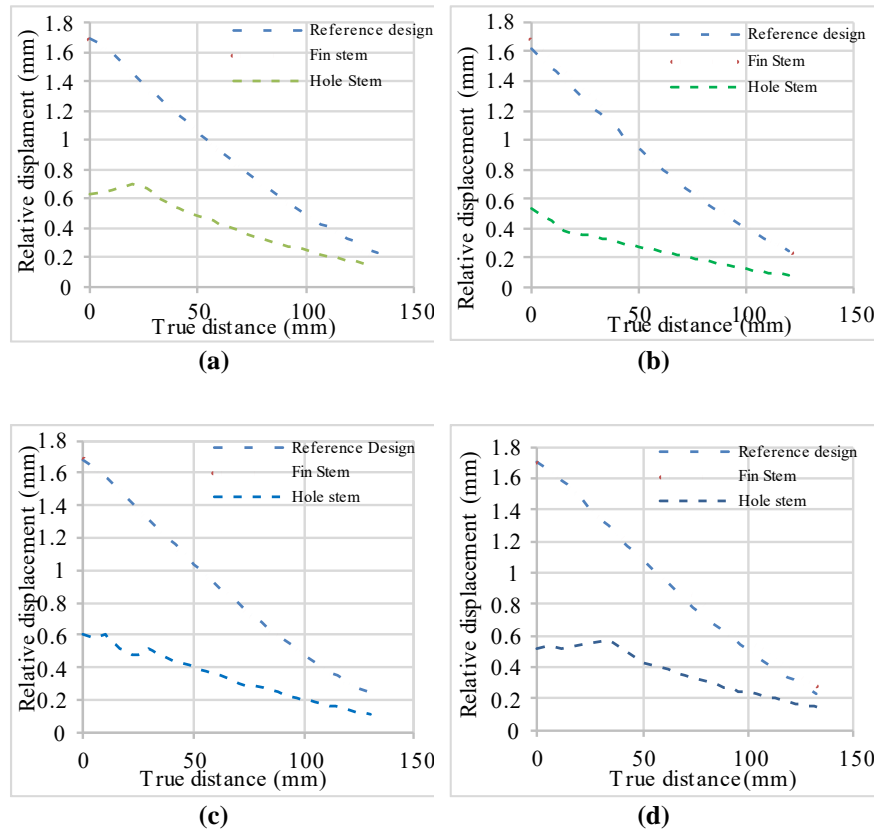 Relative displament (mm)
1.8
1.6
1.4
1.2
1
0.8
0.6
0.4
0.2
0
Reference design
Fin stem
Hole Stem
0 50 100 150
True distance (mm)
(a)
Relative displacement (mm)
1.8
1.6
1.4
1.2
1
0.8
0.6
0.4
0.2
0
Reference design
Fin Stem
Hole Stem
0 50 100 150
True distance (mm)
(b)
Relative displacement (mm)
1.8
1.6
1.4
1.2
1
0.8
0.6
0.4
0.2
0
Reference Design
Fin Stem
Hole stem
0 50 100 150
True distance (mm)
(c)
Relative displacement (mm)
1.8
1.6
1.4
1.2
1
0.8
0.6
0.4
0.2
0
Reference design
Fin Stem
Hole stem
0 50 100 150
True distance(mm)
(d)